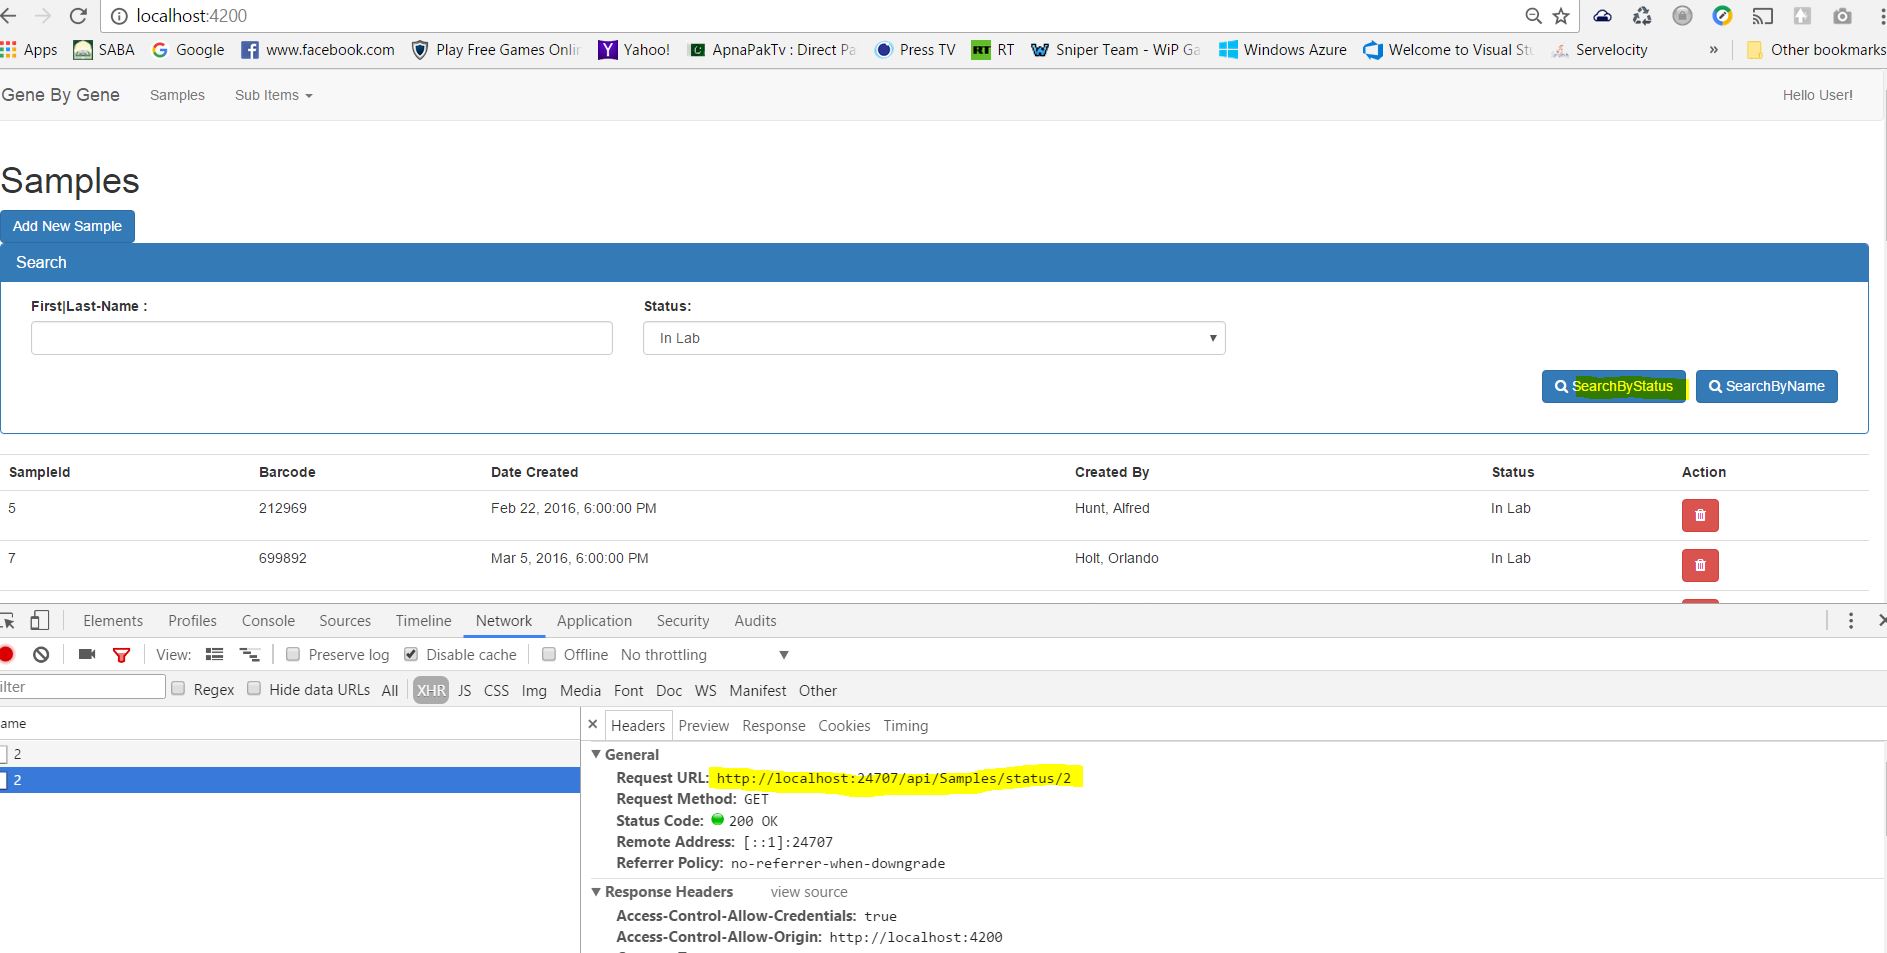 localhost:4200
Apps SABA Google www.facebook.com Play Free Games Onlin Yahoo! ApnaPakTv : Direct Pa Press TV RT Sniper Team - WiP Ga Windows Azure Welcome to Visual Stu Servelocity » Other bookmarks
Gene By Gene Samples Sub Items Hello User!
Samples
Add New Sample
Search
First|Last-Name : Status:
In Lab
SearchByStatus SearchByName
SampleId Barcode Date Created Created By Status Action
5 212969 Feb 22, 2016, 6:00:00 PM Hunt, Alfred In Lab
7 699892 Mar 5, 2016, 6:00:00 PM Holt, Orlando In Lab
Elements Profiles Console Sources Timeline Network Application Security Audits
View: Preserve log Disable cache Offline No throttling
ilter Regex Hide data URLs All XHR JS CSS Img Media Font Doc WS Manifest Other
ame Headers Preview Response Cookies Timing
2
2
General
Request URL: http://localhost:24707/api/Samples/status/2
Request Method: GET
Status Code: 200 OK
Remote Address: [::1]:24707
Referrer Policy: no-referrer-when-downgrade
Response Headers view source
Access-Control-Allow-Credentials: true
Access-Control-Allow-Origin: http://localhost:4200